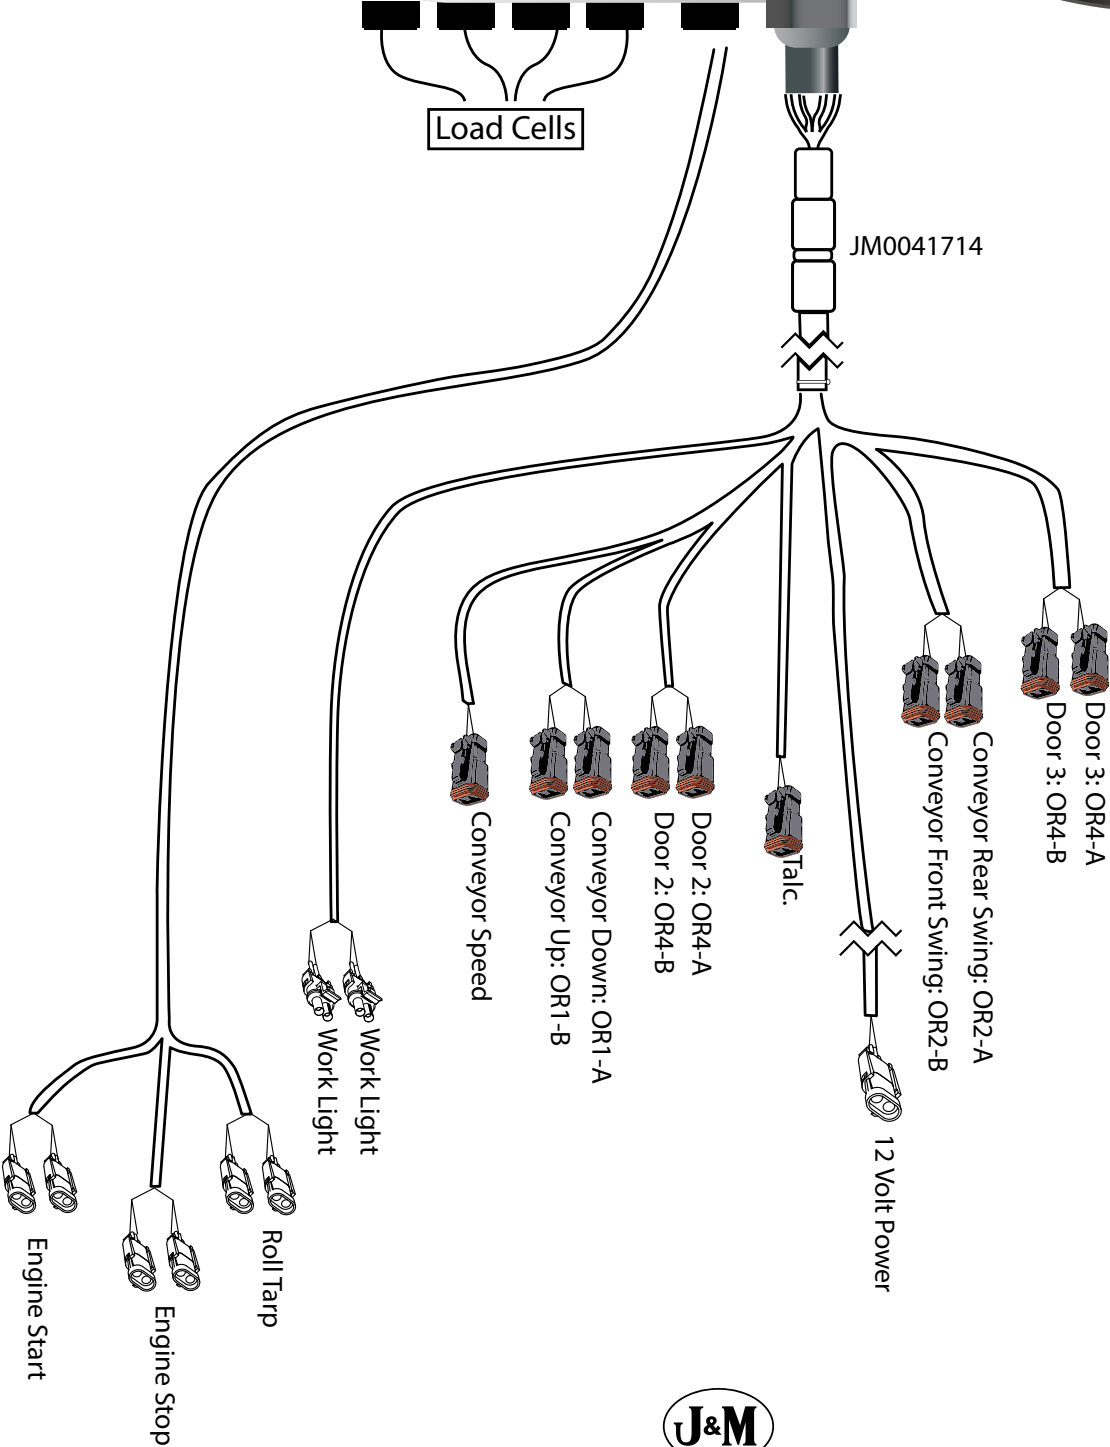 Load Cells
JM0041714
Door 3: OR4-A
Door 3: OR4-B
Conveyor Rear Swing: OR2-A
Conveyor Front Swing: OR2-B
12 Volt Power
Talc.
Door 2: OR4-A
Door 2: OR4-B
Conveyor Down: OR1-A
Conveyor Up: OR1-B
Conveyor Speed
Work Light
Work Light
Roll Tarp
Engine Stop
Engine Start
J&M